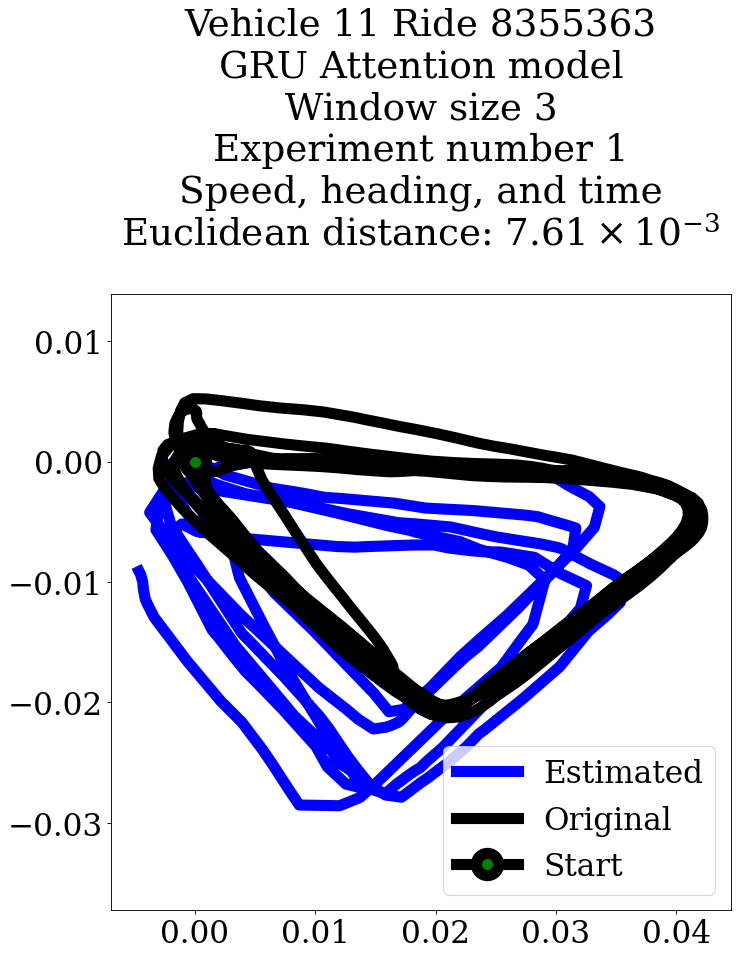 Vehicle 11 Ride 8355363
GRU Attention model
Window size 3
Experiment number 1
Speed, heading, and time
Euclidean distance: 7.61 × 10⁻³
0.01
0.00
−0.01
−0.02
−0.03
Estimated
Original
Start
0.00 0.01 0.02 0.03 0.04